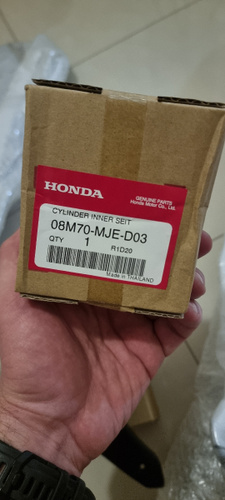 HONDA
GENUINE PARTS
Honda Motor Co., Ltd.
CYLINDER INNER SEIT
08M70-MJE-D03
QTY 1 R1D20
Made in THAILAND